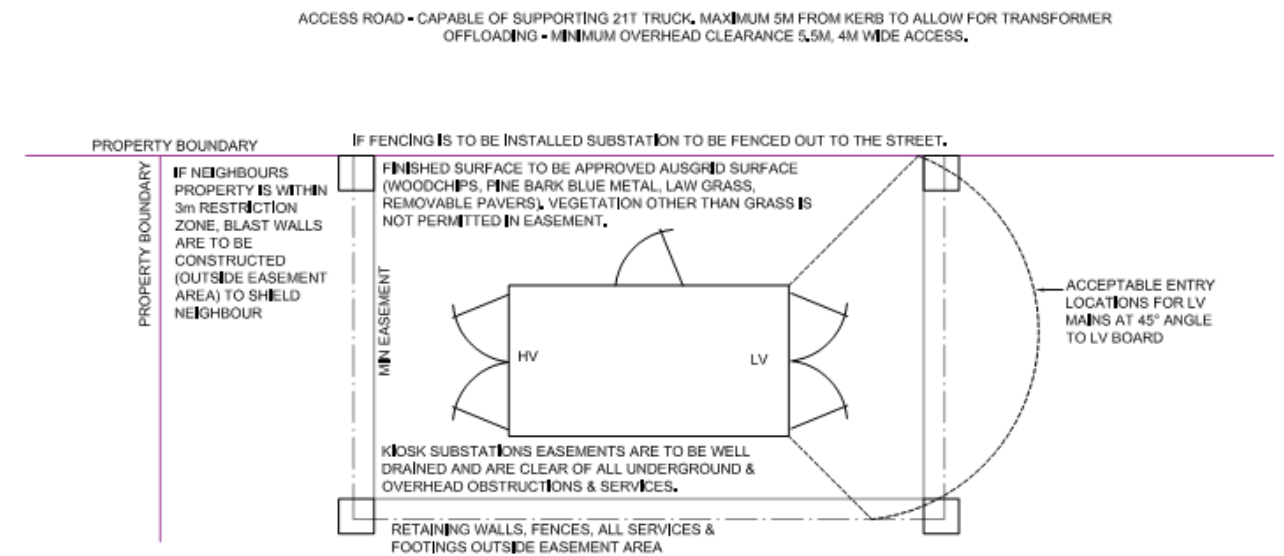 ACCESS ROAD - CAPABLE OF SUPPORTING 21T TRUCK. MAXIMUM 5M FROM KERB TO ALLOW FOR TRANSFORMER
OFFLOADING - MINIMUM OVERHEAD CLEARANCE 5.5M, 4M WIDE ACCESS.
PROPERTY BOUNDARY
IF FENCING IS TO BE INSTALLED SUBSTATION TO BE FENCED OUT TO THE STREET.
PROPERTY BOUNDARY
IF NEIGHBOURS
PROPERTY IS WITHIN
3m RESTRICTION
ZONE, BLAST WALLS
ARE TO BE
CONSTRUCTED
(OUTSIDE EASEMENT
AREA) TO SHIELD
NEIGHBOUR
FINISHED SURFACE TO BE APPROVED AUSGRID SURFACE
(WOODCHIPS, PINE BARK BLUE METAL, LAW GRASS,
REMOVABLE PAVERS). VEGETATION OTHER THAN GRASS IS
NOT PERMITTED IN EASEMENT.
MIN EASEMENT
HV
LV
ACCEPTABLE ENTRY
LOCATIONS FOR LV
MAINS AT 45° ANGLE
TO LV BOARD
KIOSK SUBSTATIONS EASEMENTS ARE TO BE WELL
DRAINED AND ARE CLEAR OF ALL UNDERGROUND &
OVERHEAD OBSTRUCTIONS & SERVICES.
RETAINING WALLS, FENCES, ALL SERVICES &
FOOTINGS OUTSIDE EASEMENT AREA